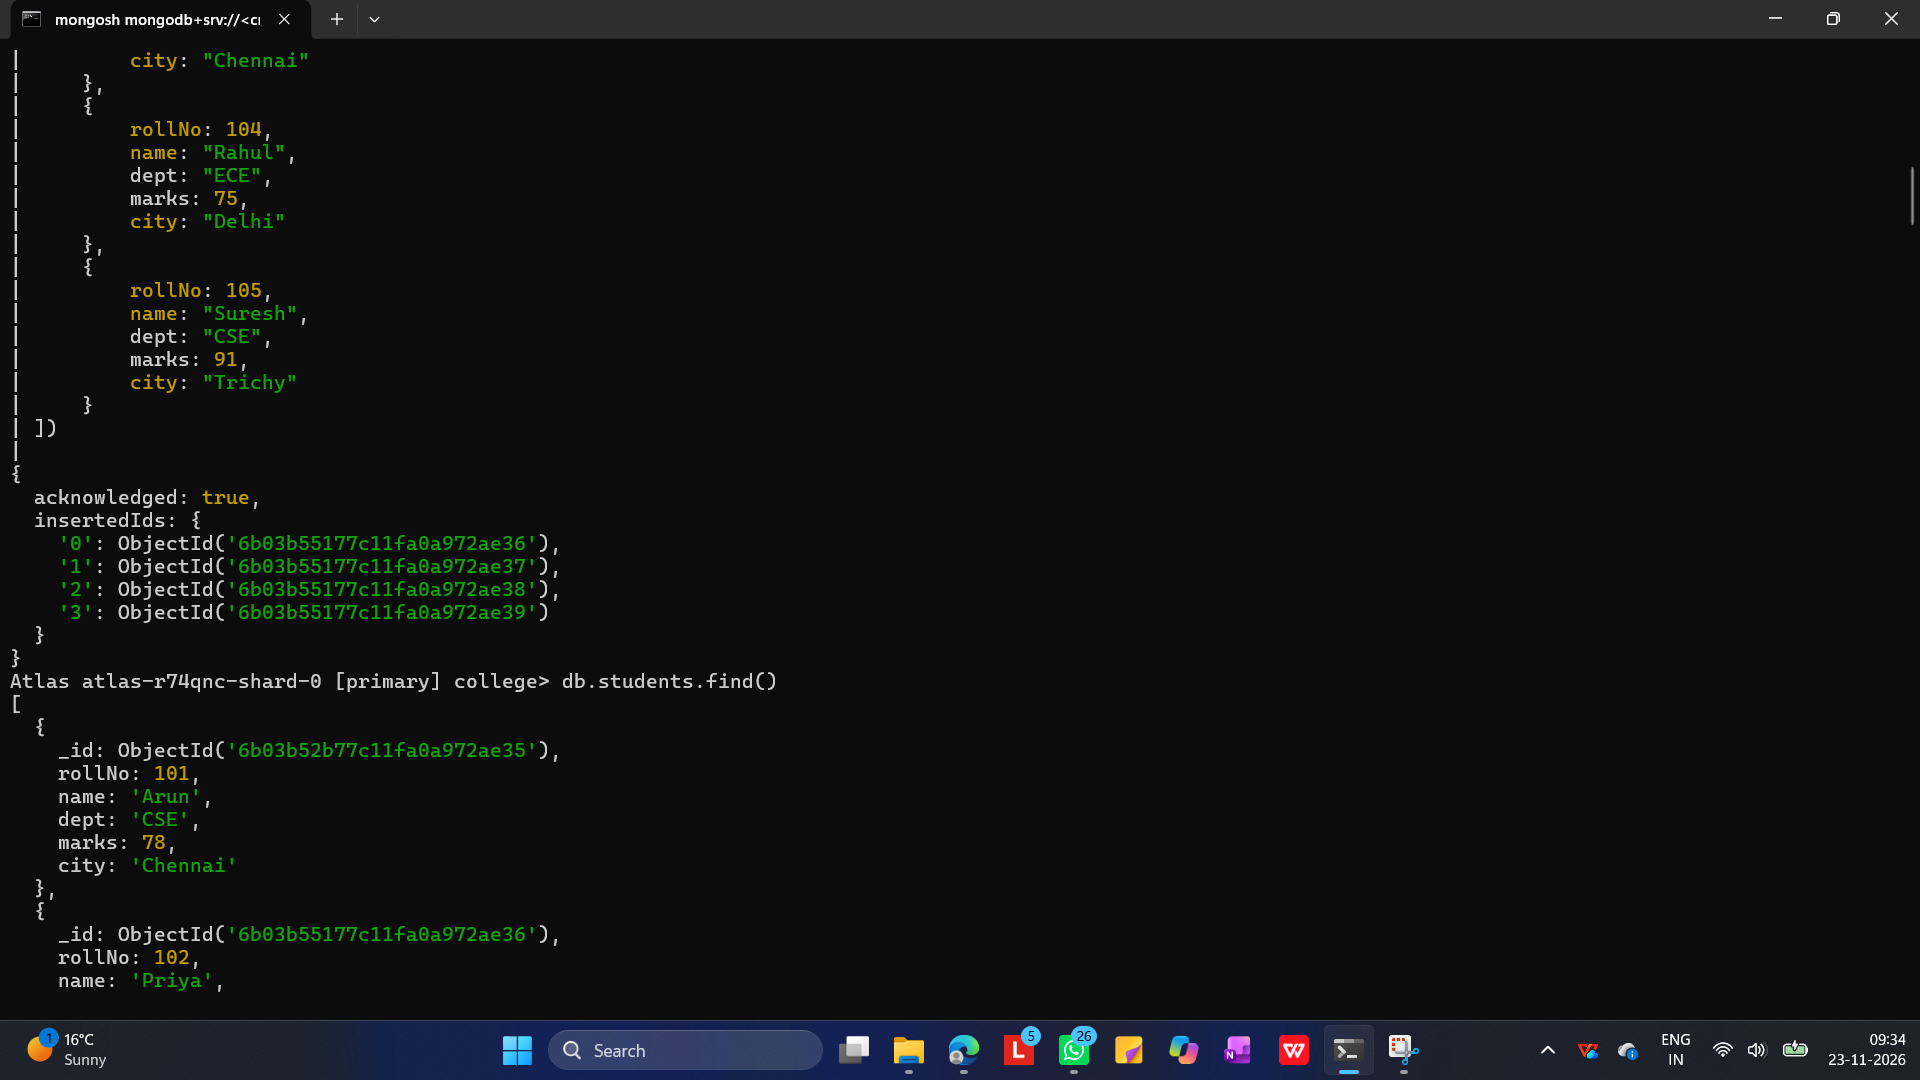 mongosh mongodb+srv://<cr
|         city: "Chennai"
|     },
|     {
|         rollNo: 104,
|         name: "Rahul",
|         dept: "ECE",
|         marks: 75,
|         city: "Delhi"
|     },
|     {
|         rollNo: 105,
|         name: "Suresh",
|         dept: "CSE",
|         marks: 91,
|         city: "Trichy"
|     }
| ])
|
{
  acknowledged: true,
  insertedIds: {
    '0': ObjectId('6b03b55177c11fa0a972ae36'),
    '1': ObjectId('6b03b55177c11fa0a972ae37'),
    '2': ObjectId('6b03b55177c11fa0a972ae38'),
    '3': ObjectId('6b03b55177c11fa0a972ae39')
  }
}
Atlas atlas-r74qnc-shard-0 [primary] college> db.students.find()
[
  {
    _id: ObjectId('6b03b52b77c11fa0a972ae35'),
    rollNo: 101,
    name: 'Arun',
    dept: 'CSE',
    marks: 78,
    city: 'Chennai'
  },
  {
    _id: ObjectId('6b03b55177c11fa0a972ae36'),
    rollNo: 102,
    name: 'Priya',
1
16°C
Sunny
Search
L
5
26
N
W
ENG
IN
09:34
23-11-2026